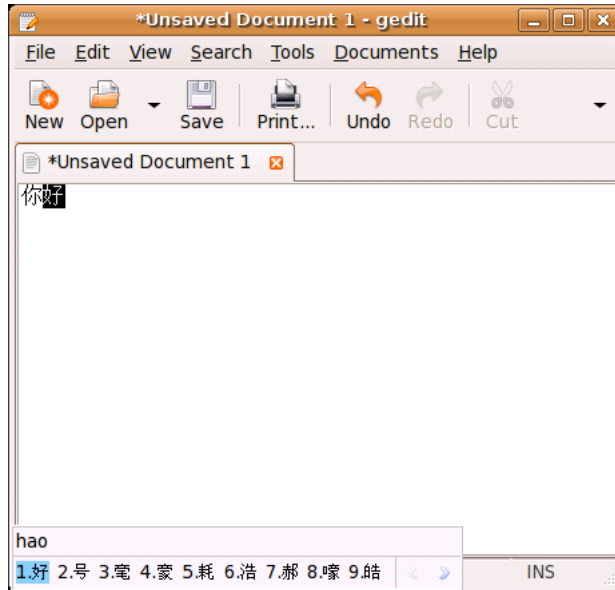 *Unsaved Document 1 - gedit
File Edit View Search Tools Documents Help
New Open Save Print... Undo Redo Cut
*Unsaved Document 1
你好
hao
1.好 2.号 3.毫 4.豪 5.耗 6.浩 7.郝 8.嚎 9.皓
INS